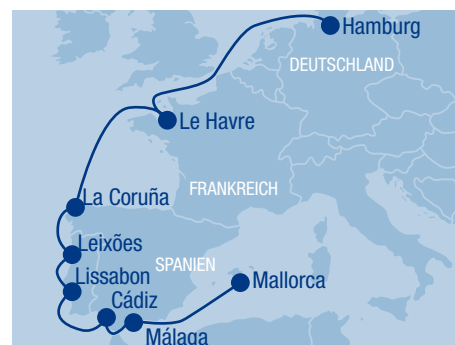 Hamburg
DEUTSCHLAND
Le Havre
FRANKREICH
La Coruña
Leixões
SPANIEN
Lissabon
Mallorca
Cádiz
Málaga